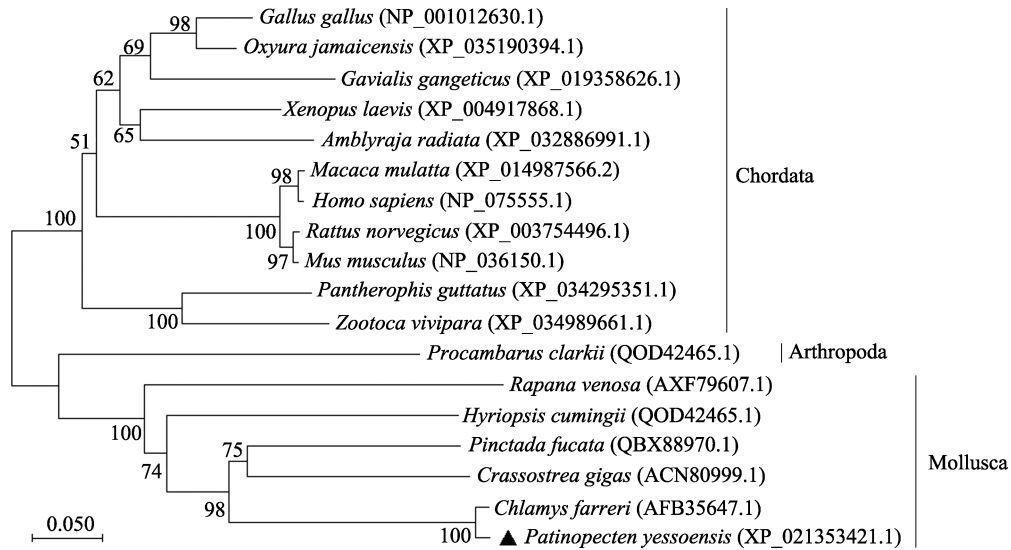 Gallus gallus (NP_001012630.1)
98
Oxyura jamaicensis (XP_035190394.1)
69
Gavialis gangeticus (XP_019358626.1)
62
Xenopus laevis (XP_004917868.1)
65
Amblyraja radiata (XP_032886991.1)
51
Macaca mulatta (XP_014987566.2)
98
Chordata
Homo sapiens (NP_075555.1)
100
Rattus norvegicus (XP_003754496.1)
100
97
Mus musculus (NP_036150.1)
Pantherophis guttatus (XP_034295351.1)
100
Zootoca vivipara (XP_034989661.1)
Procambarus clarkii (QOD42465.1)
Arthropoda
Rapana venosa (AXF79607.1)
100
Hyriopsis cumingii (QOD42465.1)
75
Pinctada fucata (QBX88970.1)
74
Mollusca
Crassostrea gigas (ACN80999.1)
98
Chlamys farreri (AFB35647.1)
0.050
100
▲ Patinopecten yessoensis (XP_021353421.1)